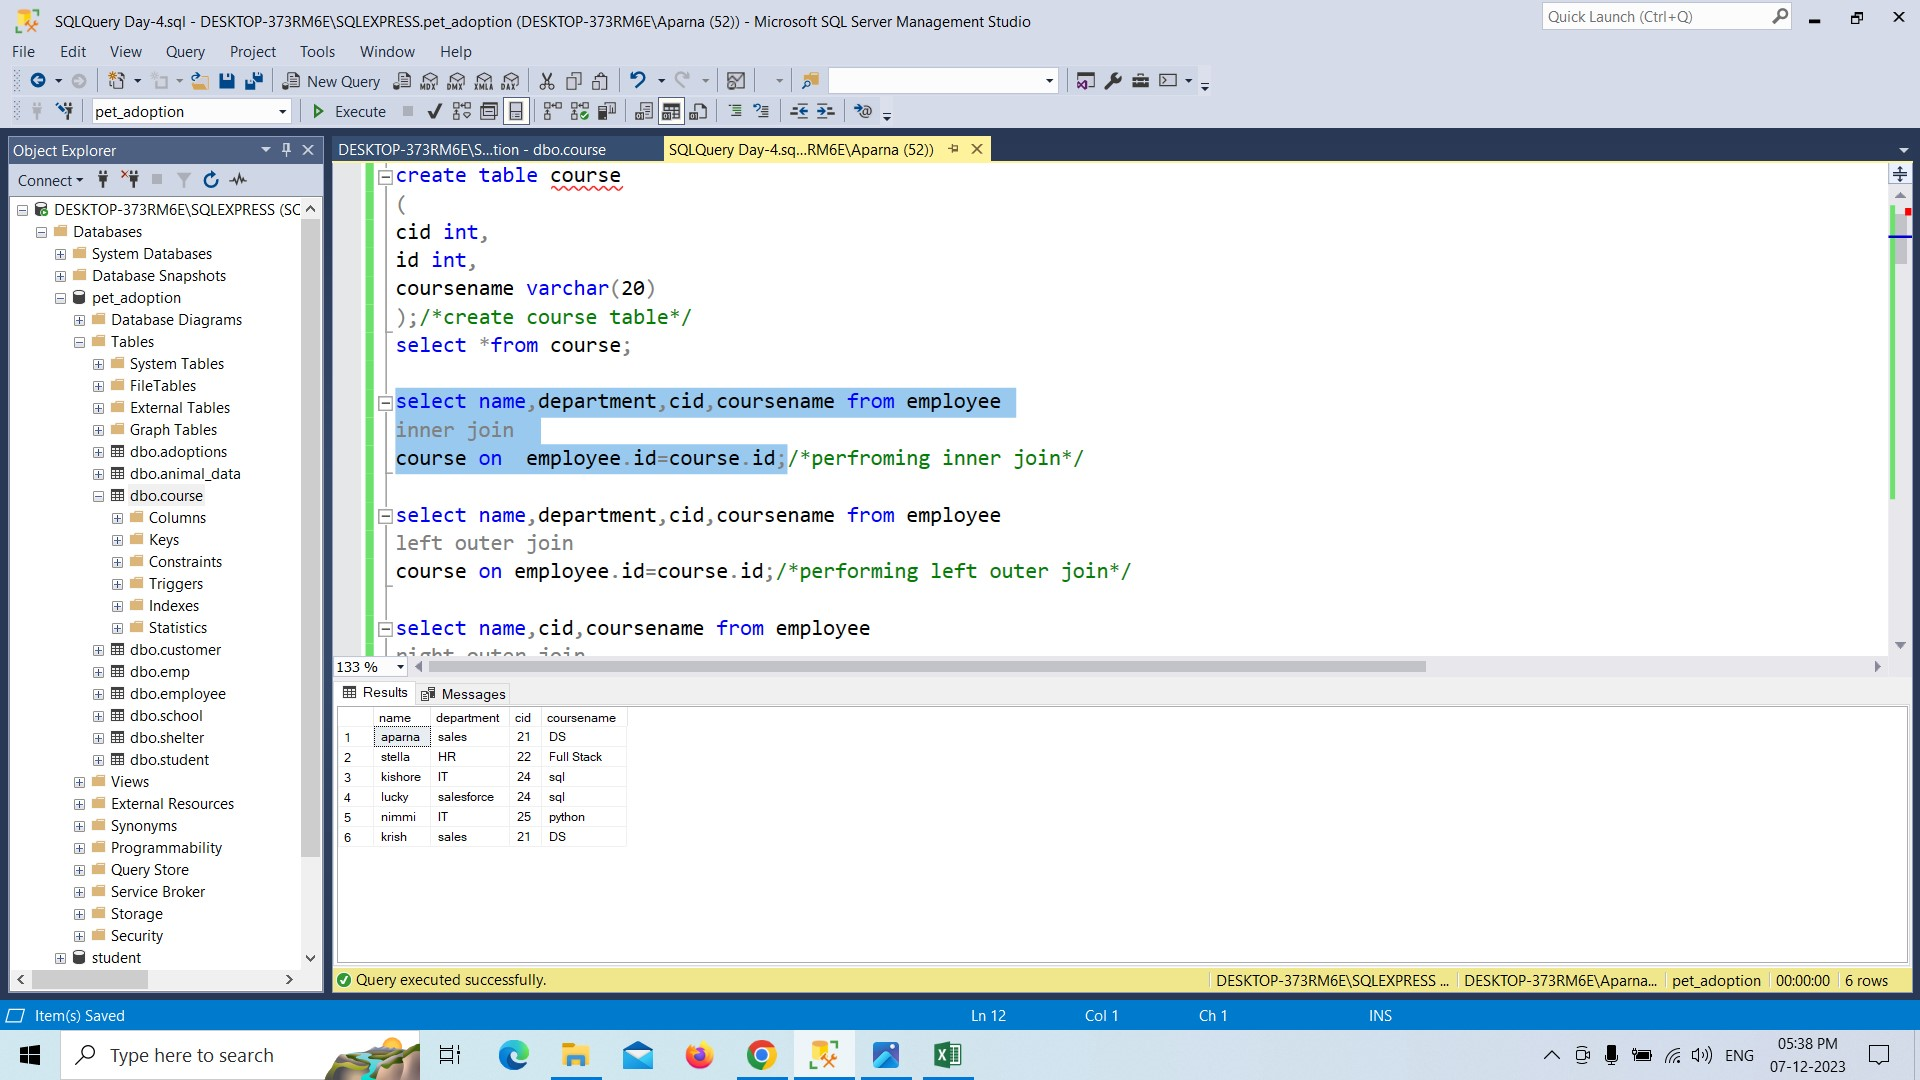 SQLQuery Day-4.sql - DESKTOP-373RM6E\SQLEXPRESS.pet_adoption (DESKTOP-373RM6E\Aparna (52)) - Microsoft SQL Server Management Studio
Quick Launch (Ctrl+Q)
File Edit View Query Project Tools Window Help
New Query MDX DMX XMLA DAX
pet_adoption Execute
Object Explorer
Connect
DESKTOP-373RM6E\SQLEXPRESS (SC
Databases
System Databases
Database Snapshots
pet_adoption
Database Diagrams
Tables
System Tables
FileTables
External Tables
Graph Tables
dbo.adoptions
dbo.animal_data
dbo.course
Columns
Keys
Constraints
Triggers
Indexes
Statistics
dbo.customer
dbo.emp
dbo.employee
dbo.school
dbo.shelter
dbo.student
Views
External Resources
Synonyms
Programmability
Query Store
Service Broker
Storage
Security
student
DESKTOP-373RM6E\S...tion - dbo.course
SQLQuery Day-4.sq...RM6E\Aparna (52))
create table course
(
cid int,
id int,
coursename varchar(20)
);/*create course table*/
select *from course;
select name,department,cid,coursename from employee
inner join
course on  employee.id=course.id;/*perfroming inner join*/
select name,department,cid,coursename from employee
left outer join
course on employee.id=course.id;/*performing left outer join*/
select name,cid,coursename from employee
right outer join
133 %
Results Messages
name department cid coursename
1 aparna sales 21 DS
2 stella HR 22 Full Stack
3 kishore IT 24 sql
4 lucky salesforce 24 sql
5 nimmi IT 25 python
6 krish sales 21 DS
Query executed successfully.
DESKTOP-373RM6E\SQLEXPRESS ... DESKTOP-373RM6E\Aparna... pet_adoption 00:00:00 6 rows
Item(s) Saved
Ln 12 Col 1 Ch 1 INS
Type here to search
ENG
05:38 PM
07-12-2023